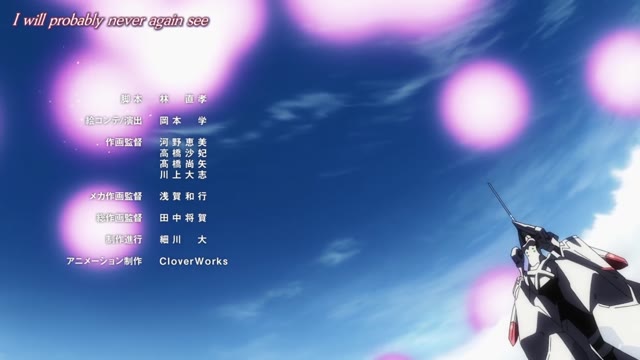 I will probably never again see
脚本 林 直孝
絵コンテ/演出 岡本 学
作画監督 河野恵美
高橋沙妃
髙橋尚矢
川上大志
メカ作画監督 浅賀和行
総作画監督 田中将賀
制作進行 細川 大
アニメーション制作 CloverWorks